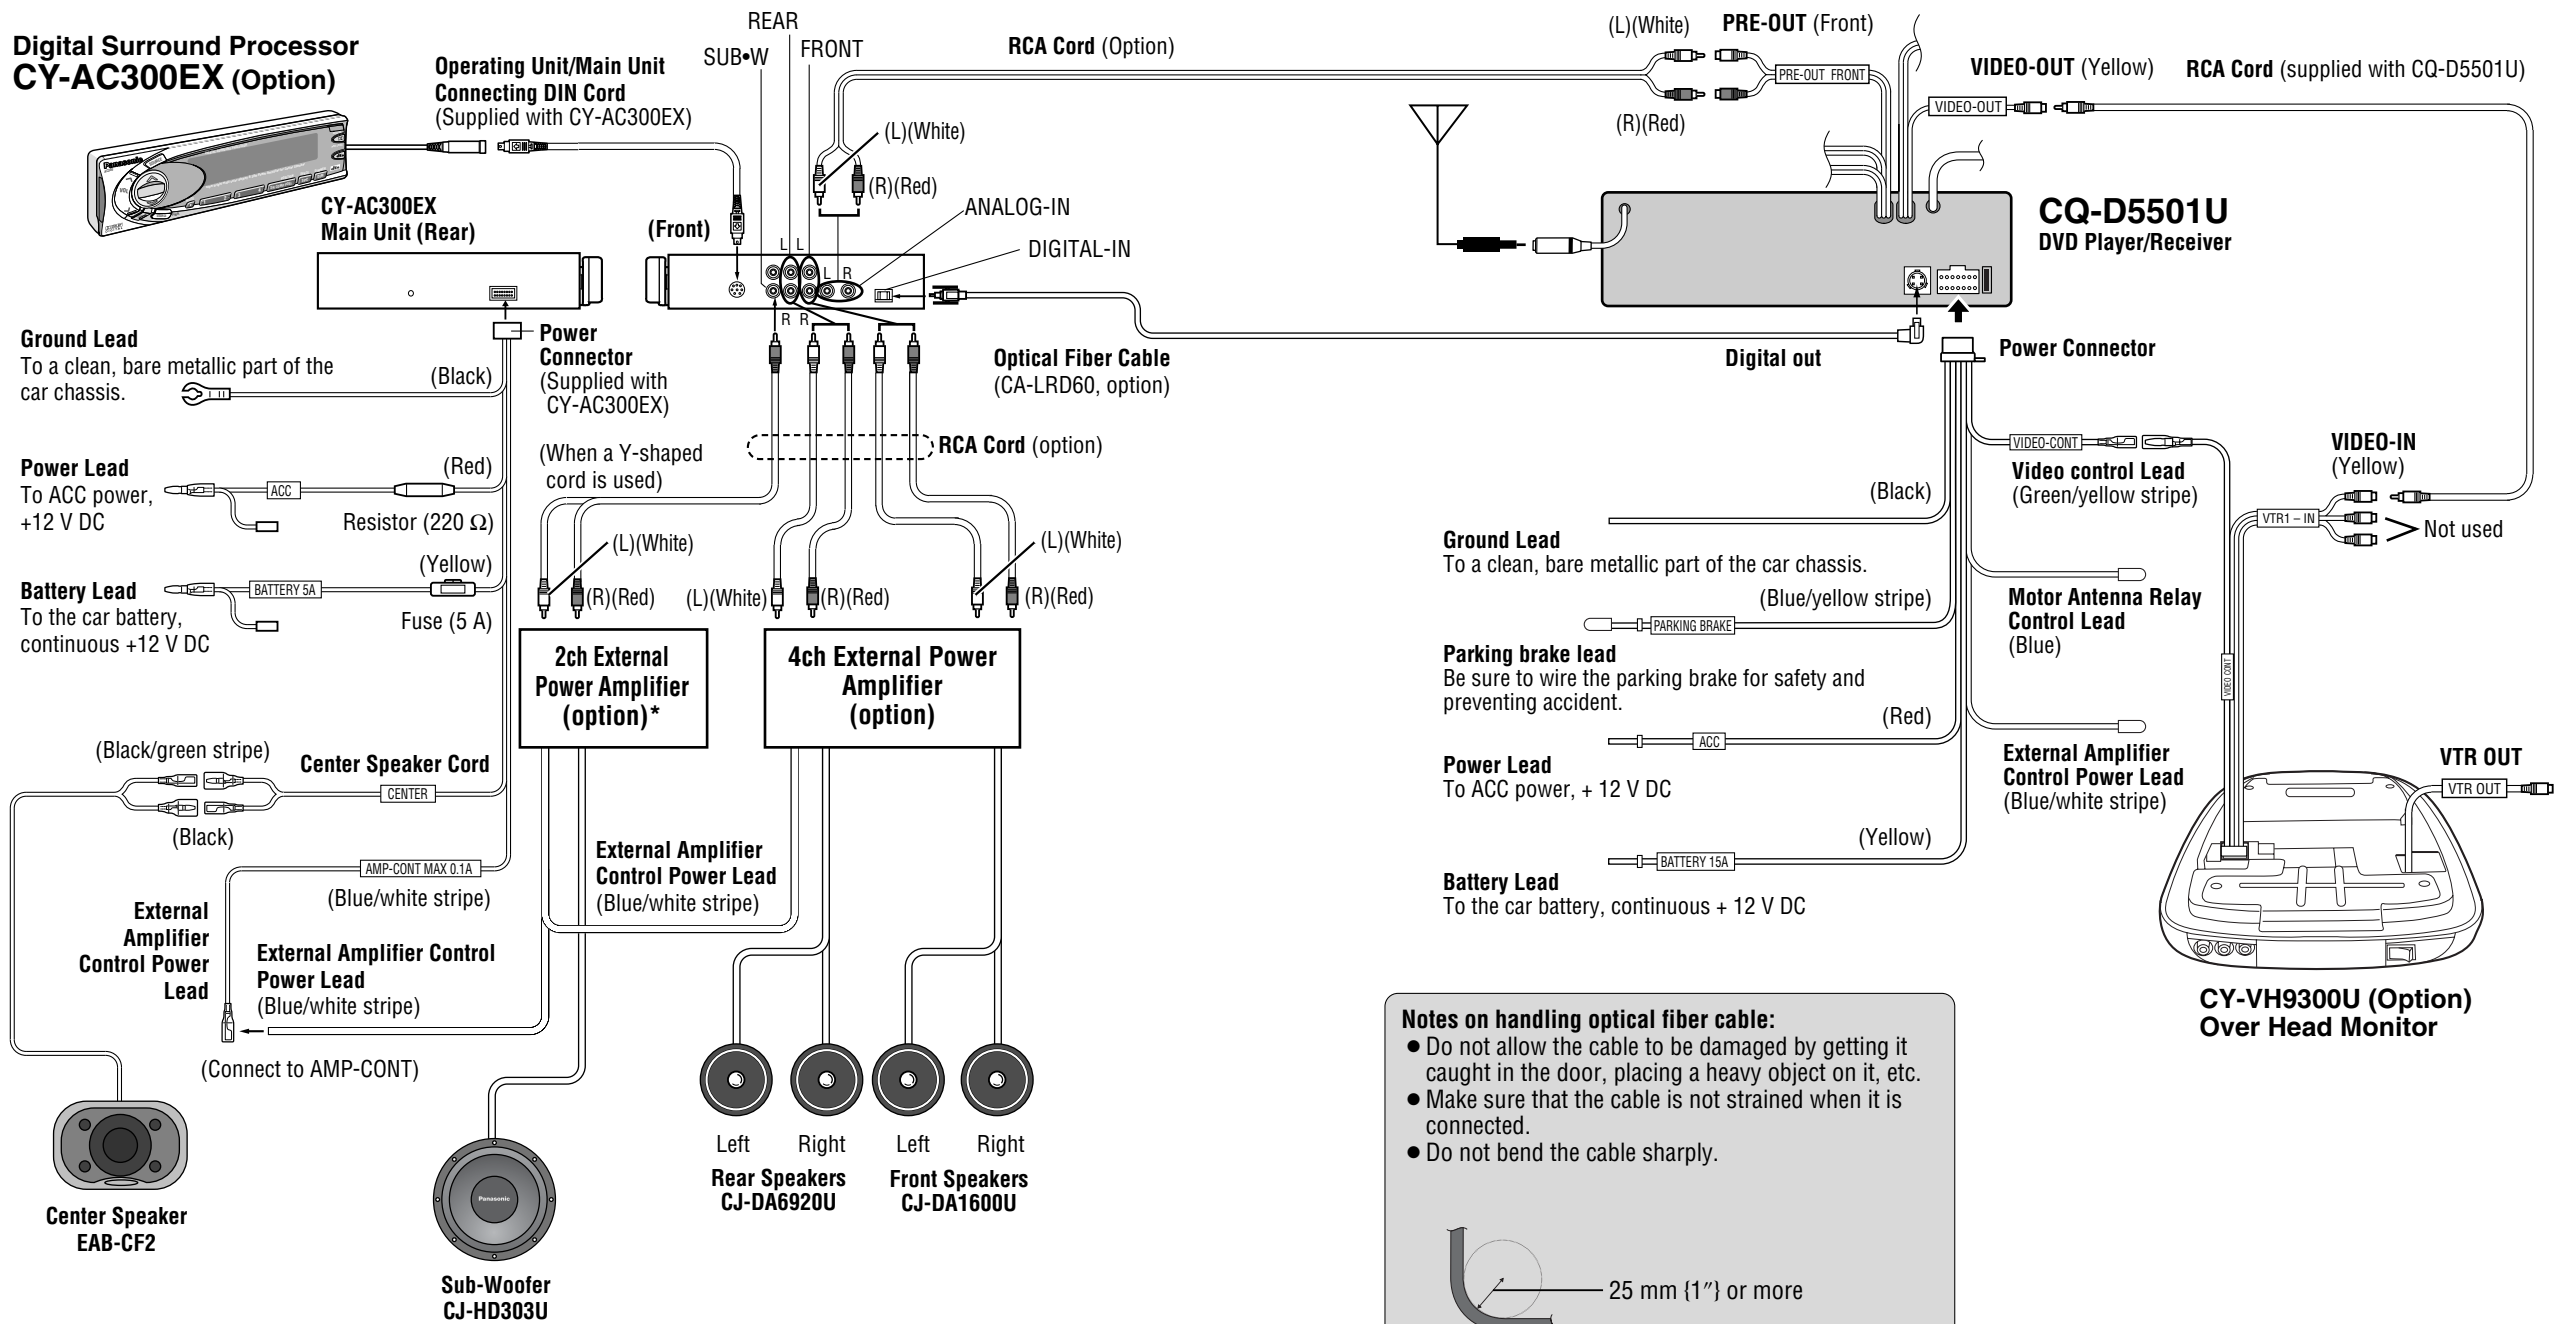 Digital Surround Processor
CY-AC300EX (Option)
Operating Unit/Main Unit
Connecting DIN Cord
(Supplied with CY-AC300EX)
SUB•W
REAR
FRONT
RCA Cord (Option)
(L)(White)
PRE-OUT (Front)
PRE-OUT FRONT
(R)(Red)
VIDEO-OUT (Yellow)
VIDEO-OUT
RCA Cord (supplied with CQ-D5501U)
Panasonic
(L)(White)
(R)(Red)
ANALOG-IN
DIGITAL-IN
CY-AC300EX
Main Unit (Rear)
(Front)
L L
L R
R R
CQ-D5501U
DVD Player/Receiver
Ground Lead
To a clean, bare metallic part of the
car chassis.
(Black)
Power
Connector
(Supplied with
CY-AC300EX)
Optical Fiber Cable
(CA-LRD60, option)
Digital out
Power Connector
Power Lead
To ACC power,
+12 V DC
(Red)
ACC
Resistor (220 Ω)
(When a Y-shaped
cord is used)
RCA Cord (option)
Battery Lead
To the car battery,
continuous +12 V DC
(Yellow)
BATTERY 5A
Fuse (5 A)
(L)(White)
(R)(Red)
(L)(White)
(R)(Red)
(L)(White)
(R)(Red)
2ch External
Power Amplifier
(option)*
4ch External Power
Amplifier
(option)
(Black/green stripe)
Center Speaker Cord
CENTER
(Black)
AMP-CONT MAX 0.1A
(Blue/white stripe)
External
Amplifier
Control Power
Lead
External Amplifier
Control Power Lead
(Blue/white stripe)
External Amplifier Control
Power Lead
(Blue/white stripe)
(Connect to AMP-CONT)
Center Speaker
EAB-CF2
Panasonic
Sub-Woofer
CJ-HD303U
Left Right Left Right
Rear Speakers
CJ-DA6920U
Front Speakers
CJ-DA1600U
VIDEO-CONT
Video control Lead
(Green/yellow stripe)
VIDEO-IN
(Yellow)
VTR1 – IN
Not used
(Black)
Ground Lead
To a clean, bare metallic part of the car chassis.
(Blue/yellow stripe)
PARKING BRAKE
Parking brake lead
Be sure to wire the parking brake for safety and
preventing accident.
(Red)
ACC
Power Lead
To ACC power, + 12 V DC
(Yellow)
BATTERY 15A
Battery Lead
To the car battery, continuous + 12 V DC
Motor Antenna Relay
Control Lead
(Blue)
External Amplifier
Control Power Lead
(Blue/white stripe)
VIDEO CONT
VTR OUT
VTR OUT
CY-VH9300U (Option)
Over Head Monitor
Notes on handling optical fiber cable:
● Do not allow the cable to be damaged by getting it
caught in the door, placing a heavy object on it, etc.
● Make sure that the cable is not strained when it is
connected.
● Do not bend the cable sharply.
25 mm {1″} or more